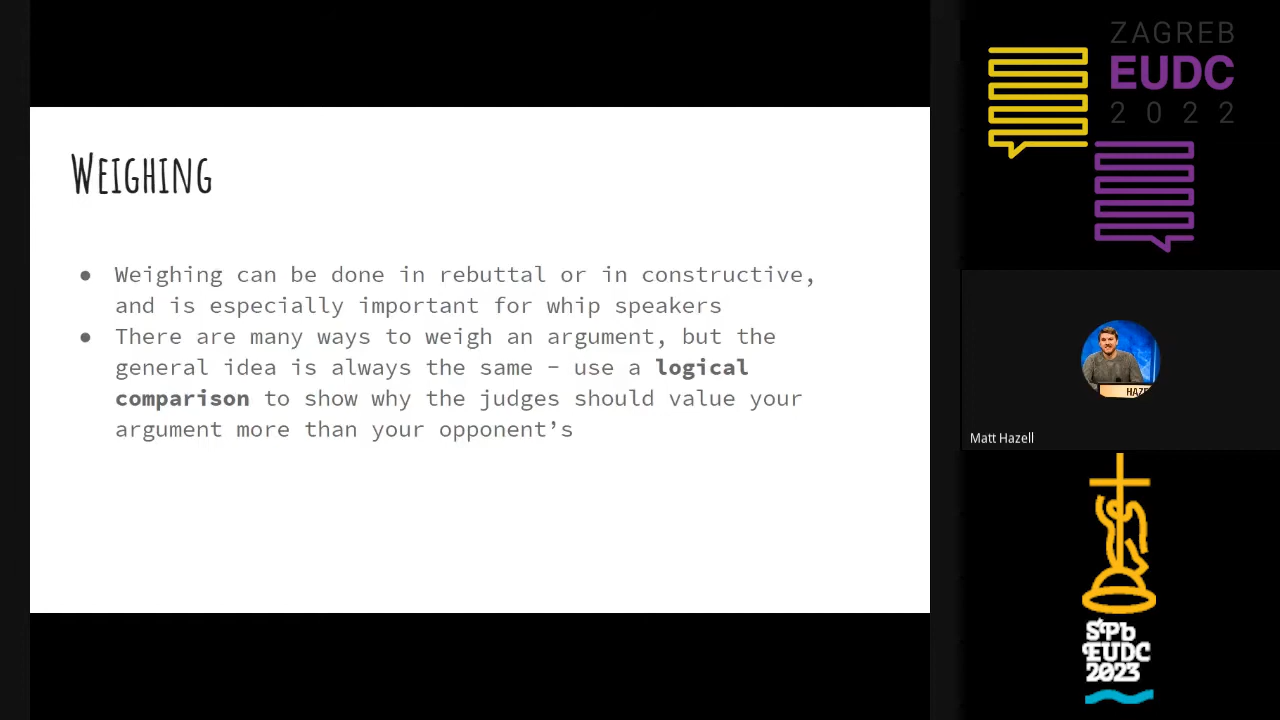 WEIGHING
● Weighing can be done in rebuttal or in constructive,
and is especially important for whip speakers
● There are many ways to weigh an argument, but the
general idea is always the same - use a logical
comparison to show why the judges should value your
argument more than your opponent's
ZAGREB
EUDC
2022
HAZE
Matt Hazell
StPb
EUDC
2023